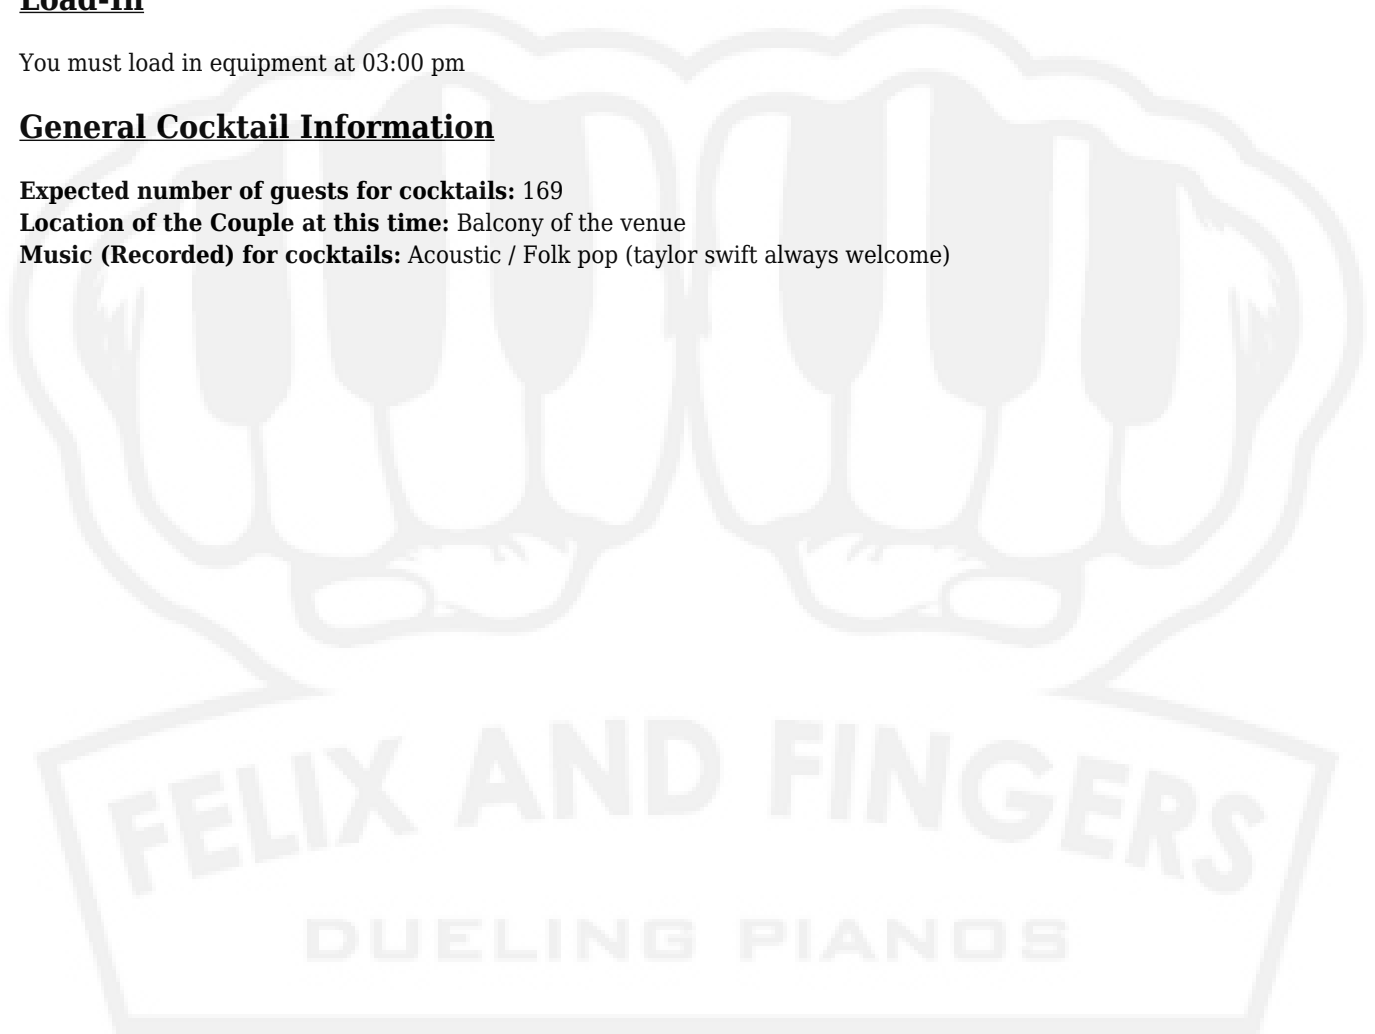 Load-In
You must load in equipment at 03:00 pm
General Cocktail Information
Expected number of guests for cocktails: 169
Location of the Couple at this time: Balcony of the venue
Music (Recorded) for cocktails: Acoustic / Folk pop (taylor swift always welcome)
FELIX AND FINGERS
DUELING PIANOS